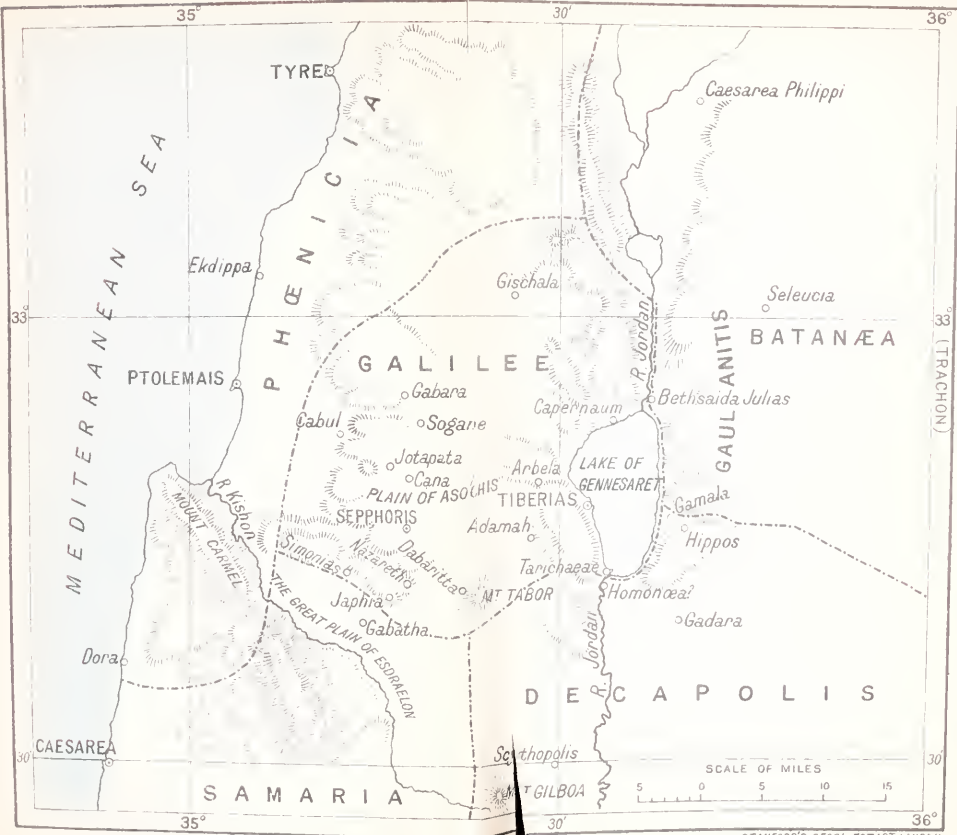 35°
30'
36°
TYRE
Caesarea Philippi
MEDITERRANEAN SEA
PHŒNICIA
Ekdippa
Gischala
Seleucia
33°
33°
GALILEE
R. Jordan
GAULANITIS
BATANÆA
(TRACHON)
PTOLEMAIS
Gabara
Bethsaida Julias
Capernaum
Cabul
Sogane
Jotapata
Arbela
LAKE OF
GENNESARET
Cana
PLAIN OF ASOCHIS
TIBERIAS
R. Kishon
MOUNT CARMEL
SEPPHORIS
Adamah
Gamala
Hippos
Simonias
Nazareth
Dabaritta
Tarichaeae
MT TABOR
Homonœa?
Japhia
Gabatha
Gadara
THE GREAT PLAIN OF ESDRAELON
Dora
R. Jordan
DECAPOLIS
CAESAREA
30'
Scythopolis
30'
MT GILBOA
SCALE OF MILES
5 0 5 10 15
SAMARIA
35°
30'
36°